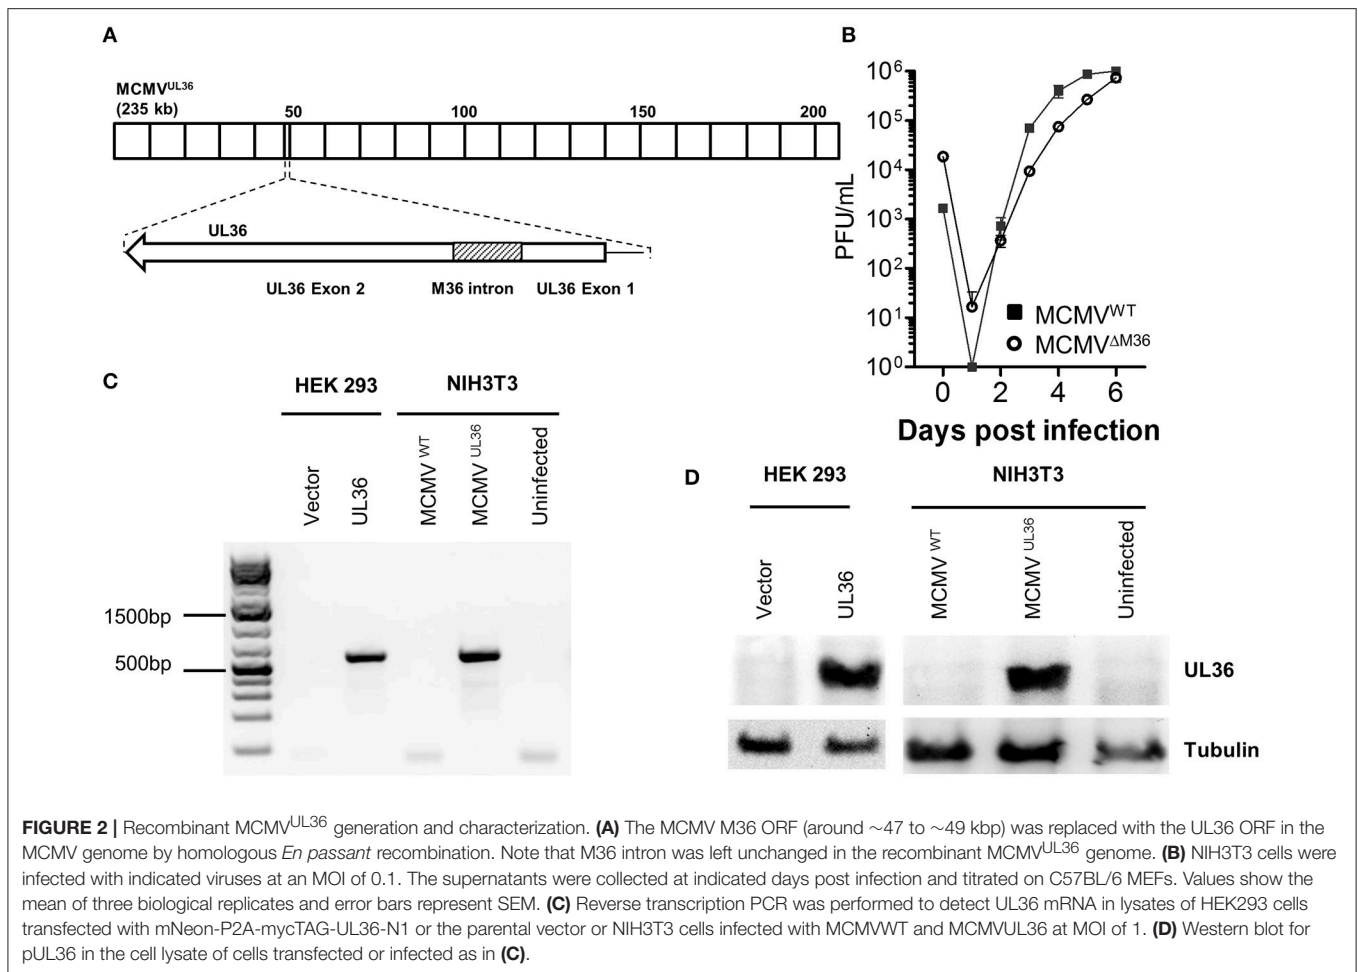 A
MCMV^UL36
(235 kb)
50
100
150
200
UL36
UL36 Exon 2
M36 intron
UL36 Exon 1
B
10^6
10^5
10^4
10^3
10^2
10^1
10^0
PFU/mL
MCMV^WT
MCMV^ΔM36
0
2
4
6
Days post infection
C
HEK 293
NIH3T3
Vector
UL36
MCMV^WT
MCMV^UL36
Uninfected
1500bp
500bp
D
HEK 293
NIH3T3
Vector
UL36
MCMV^WT
MCMV^UL36
Uninfected
UL36
Tubulin
FIGURE 2 | Recombinant MCMV^UL36 generation and characterization. (A) The MCMV M36 ORF (around ~47 to ~49 kbp) was replaced with the UL36 ORF in the
MCMV genome by homologous En passant recombination. Note that M36 intron was left unchanged in the recombinant MCMV^UL36 genome. (B) NIH3T3 cells were
infected with indicated viruses at an MOI of 0.1. The supernatants were collected at indicated days post infection and titrated on C57BL/6 MEFs. Values show the
mean of three biological replicates and error bars represent SEM. (C) Reverse transcription PCR was performed to detect UL36 mRNA in lysates of HEK293 cells
transfected with mNeon-P2A-mycTAG-UL36-N1 or the parental vector or NIH3T3 cells infected with MCMVWT and MCMVUL36 at MOI of 1. (D) Western blot for
pUL36 in the cell lysate of cells transfected or infected as in (C).